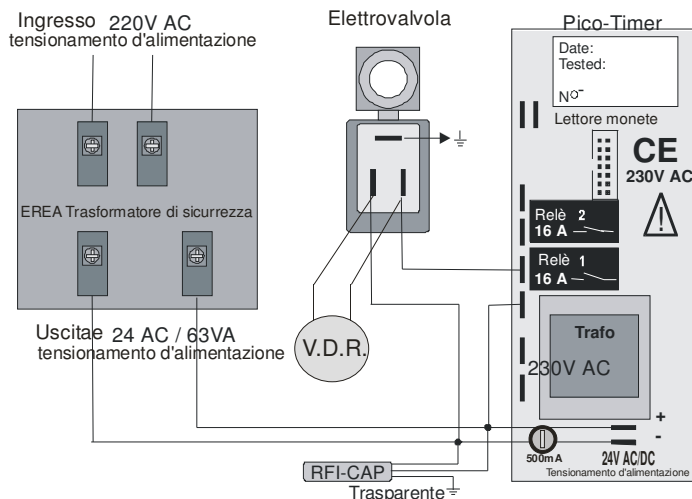 Ingresso 220V AC
tensionamento d'alimentazione
Elettrovalvola
Pico-Timer
Date:
Tested:
Nº-
Lettore monete
CE
230V AC
EREA Trasformatore di sicurrezza
Relè 2
16 A
Relè 1
16 A
Uscitae 24 AC / 63VA
tensionamento d'alimentazione
V.D.R.
Trafo
230V AC
+
-
500mA
24V AC/DC
Tensionamento d'alimentazione
RFI-CAP
Trasparente